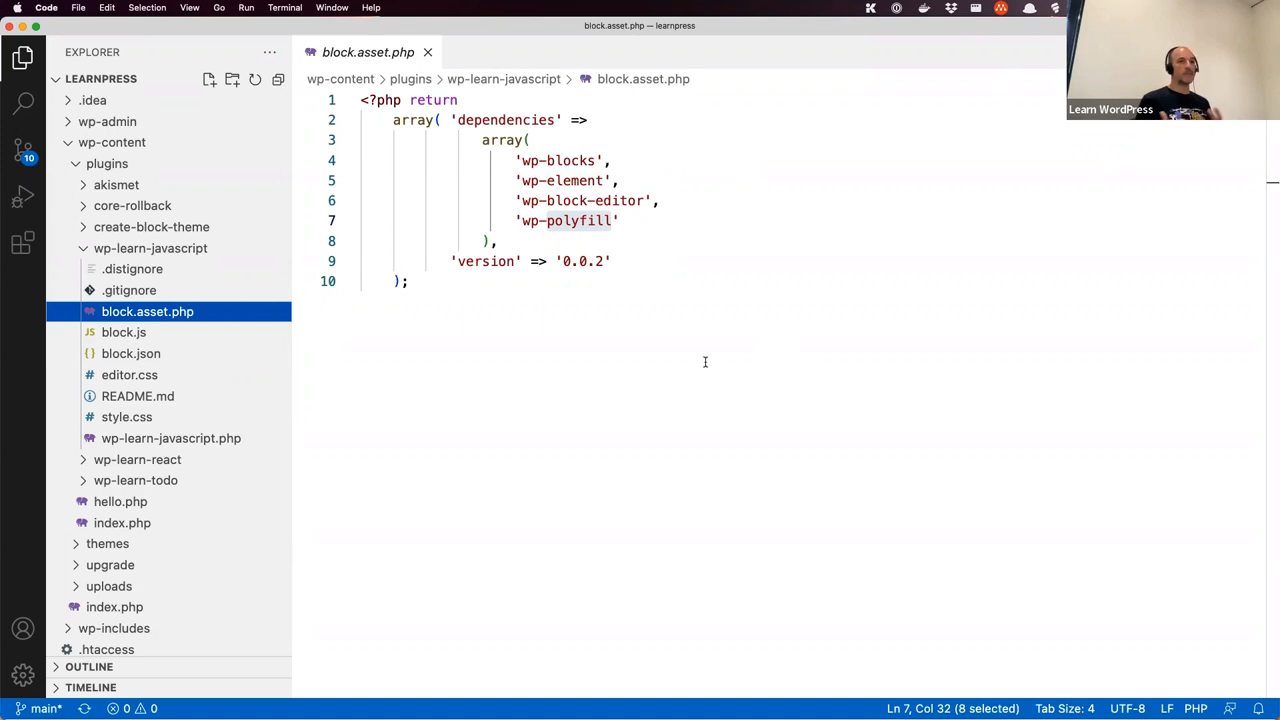 Code File Edit Selection View Go Run Terminal Window Help
block.asset.php — learnpress
EXPLORER
LEARNPRESS
.idea
wp-admin
wp-content
plugins
akismet
core-rollback
create-block-theme
wp-learn-javascript
.distignore
.gitignore
block.asset.php
JS block.js
{} block.json
# editor.css
README.md
# style.css
wp-learn-javascript.php
wp-learn-react
wp-learn-todo
hello.php
index.php
themes
upgrade
uploads
index.php
wp-includes
.htaccess
OUTLINE
TIMELINE
10
block.asset.php
wp-content > plugins > wp-learn-javascript > block.asset.php
1 <?php return
2 array( 'dependencies' =>
3 array(
4 'wp-blocks',
5 'wp-element',
6 'wp-block-editor',
7 'wp-polyfill'
8 ),
9 'version' => '0.0.2'
10 );
Learn WordPress
main* 0 0 Ln 7, Col 32 (8 selected) Tab Size: 4 UTF-8 LF PHP